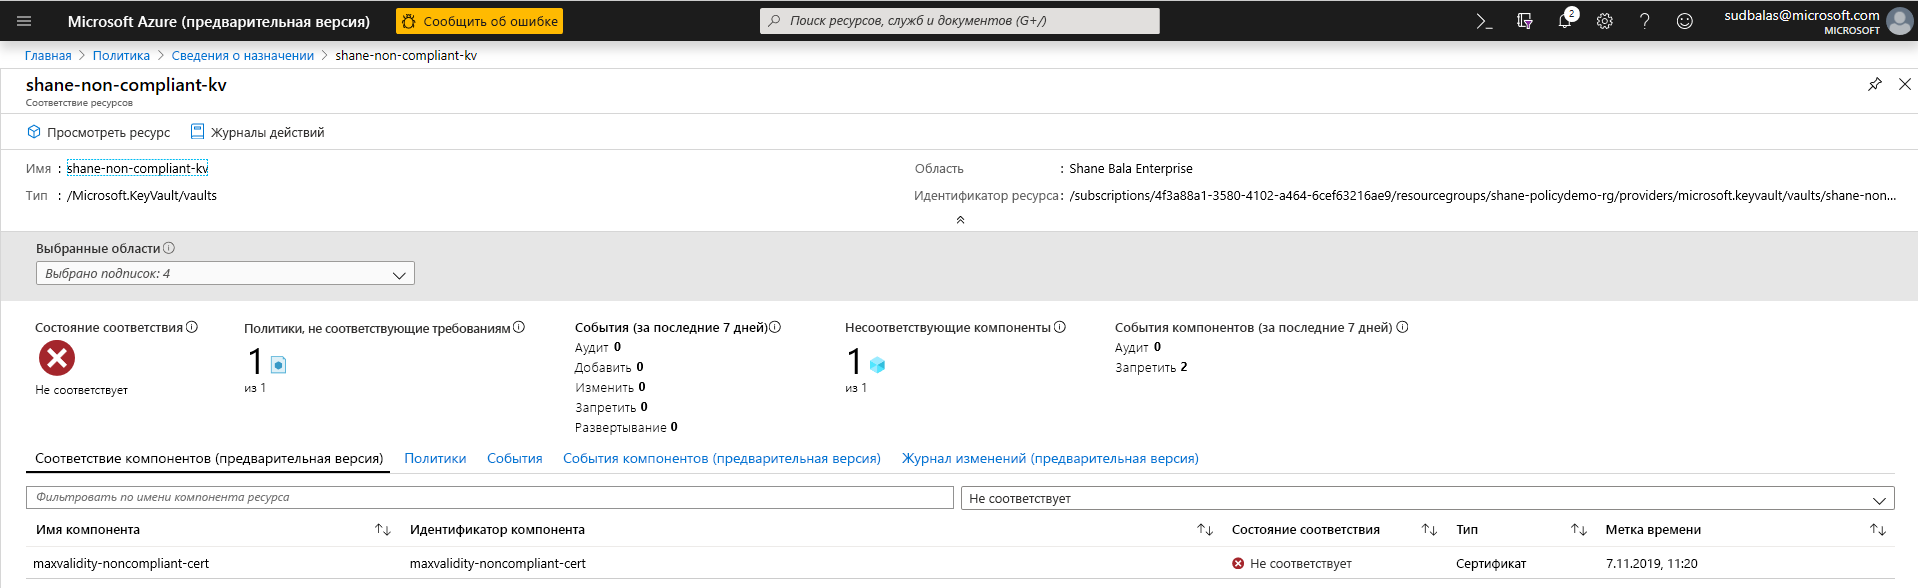 Microsoft Azure (предварительная версия)
Сообщить об ошибке
Поиск ресурсов, служб и документов (G+/)
2
sudbalas@microsoft.com
MICROSOFT
Главная > Политика > Сведения о назначении > shane-non-compliant-kv
shane-non-compliant-kv
Соответствие ресурсов
Просмотреть ресурс
Журналы действий
Имя : shane-non-compliant-kv
Область : Shane Bala Enterprise
Тип : /Microsoft.KeyVault/vaults
Идентификатор ресурса: /subscriptions/4f3a88a1-3580-4102-a464-6cef63216ae9/resourcegroups/shane-policydemo-rg/providers/microsoft.keyvault/vaults/shane-non...
Выбранные области
Выбрано подписок: 4
Состояние соответствия
Не соответствует
Политики, не соответствующие требованиям
1
из 1
События (за последние 7 дней)
Аудит 0
Добавить 0
Изменить 0
Запретить 0
Развертывание 0
Несоответствующие компоненты
1
из 1
События компонентов (за последние 7 дней)
Аудит 0
Запретить 2
Соответствие компонентов (предварительная версия)
Политики
События
События компонентов (предварительная версия)
Журнал изменений (предварительная версия)
Фильтровать по имени компонента ресурса
Не соответствует
Имя компонента
Идентификатор компонента
Состояние соответствия
Тип
Метка времени
maxvalidity-noncompliant-cert
maxvalidity-noncompliant-cert
Не соответствует
Сертификат
7.11.2019, 11:20